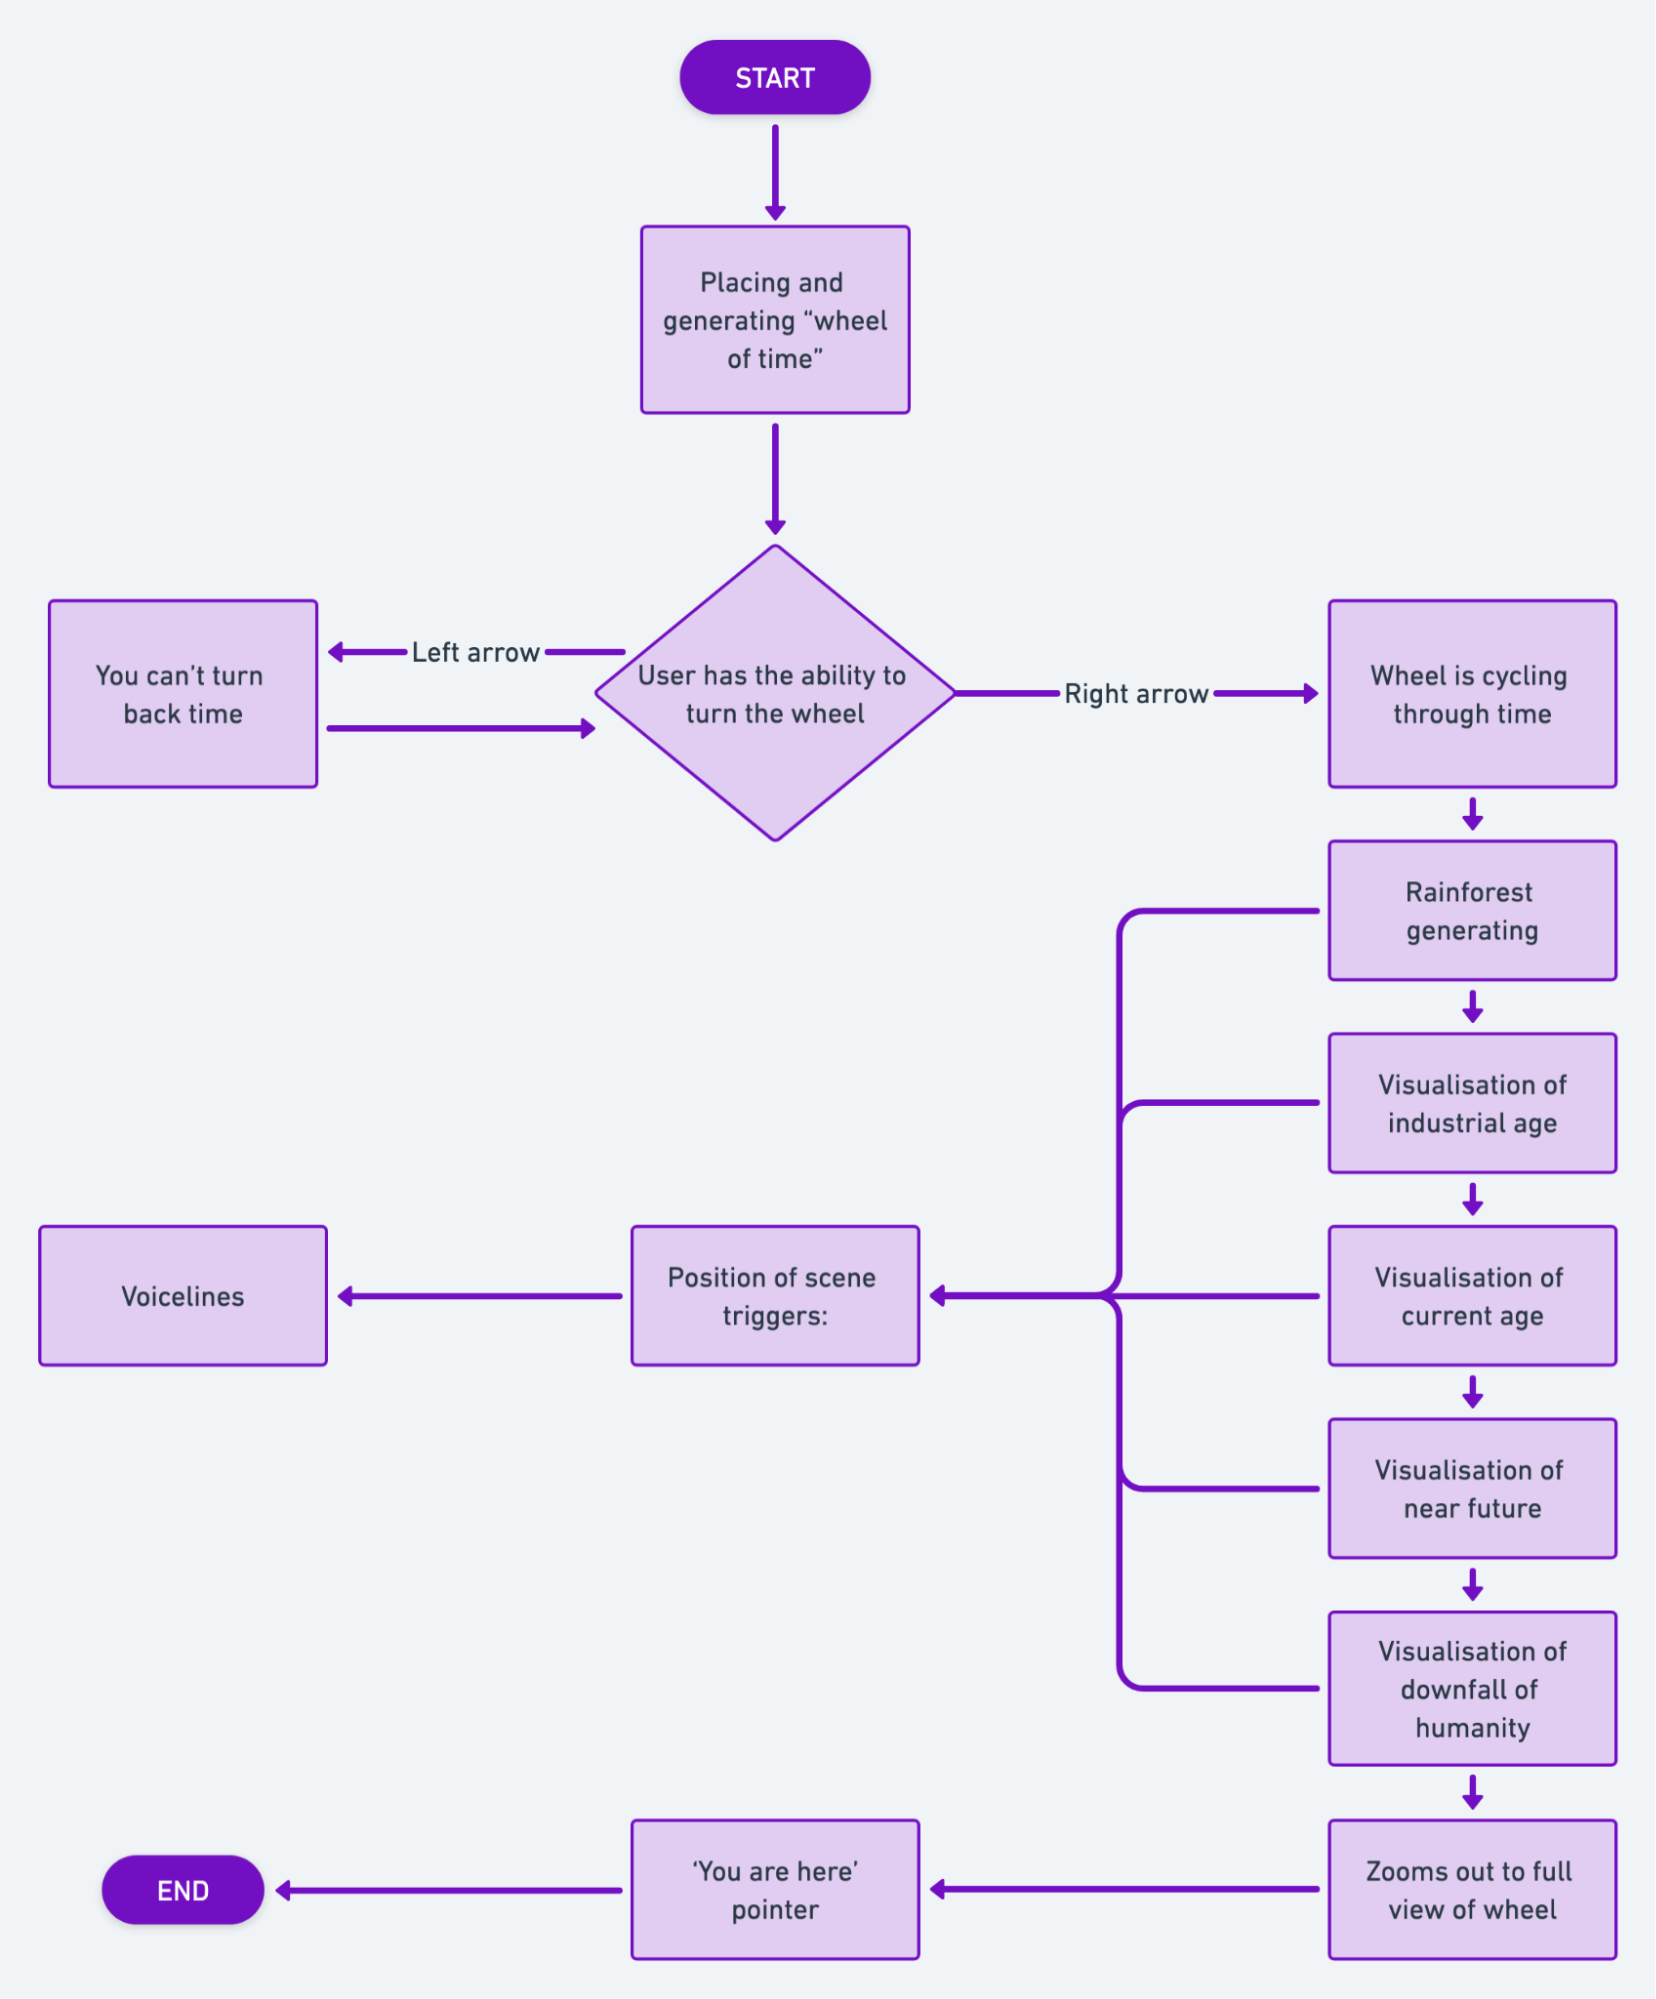 START
Placing and
generating “wheel
of time”
You can’t turn
back time
Left arrow
User has the ability to
turn the wheel
Right arrow
Wheel is cycling
through time
Rainforest
generating
Visualisation of
industrial age
Voicelines
Position of scene
triggers:
Visualisation of
current age
Visualisation of
near future
Visualisation of
downfall of
humanity
END
‘You are here’
pointer
Zooms out to full
view of wheel